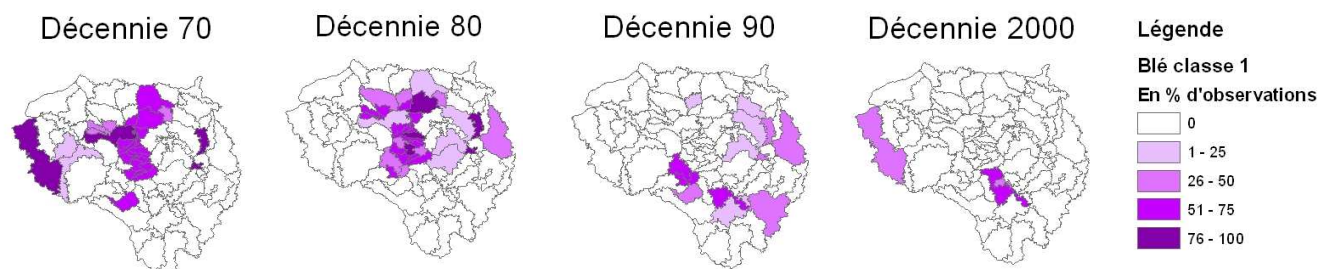 Décennie 70
Décennie 80
Décennie 90
Décennie 2000
Légende
Blé classe 1
En % d'observations
0
1 - 25
26 - 50
51 - 75
76 - 100